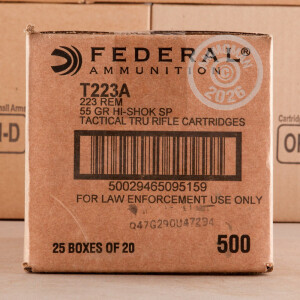 FEDERAL
AMMUNITION
T223A
223 REM
55 GR HI-SHOK SP
TACTICAL TRU RIFLE CARTRIDGES
50029465095159
FOR LAW ENFORCEMENT USE ONLY
25 BOXES OF 20 500
2026